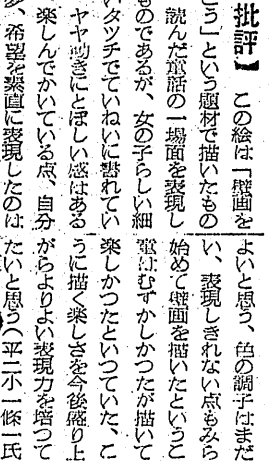 批評】 この絵は「壁画を
こう」という題材で描いたもの
読んだ童話の一場面を表現し
ものであるが、女の子らしい細
いタツチでていねいに書れてい
ヤヤ動きにとぼしい感はある
楽しんでかいている点、自分
、希望を素直に表現したのは
よいと思う、色の調子はまだ
い、表現しきれない点もみら
始めて壁画を描いたというこ
童はむずかしかつたが描いて
楽しかつたといつていた、こ
うに描く楽しさを今後盛り上
がらよりよい表現力を培つて
たいと思う(平二小一條一氏